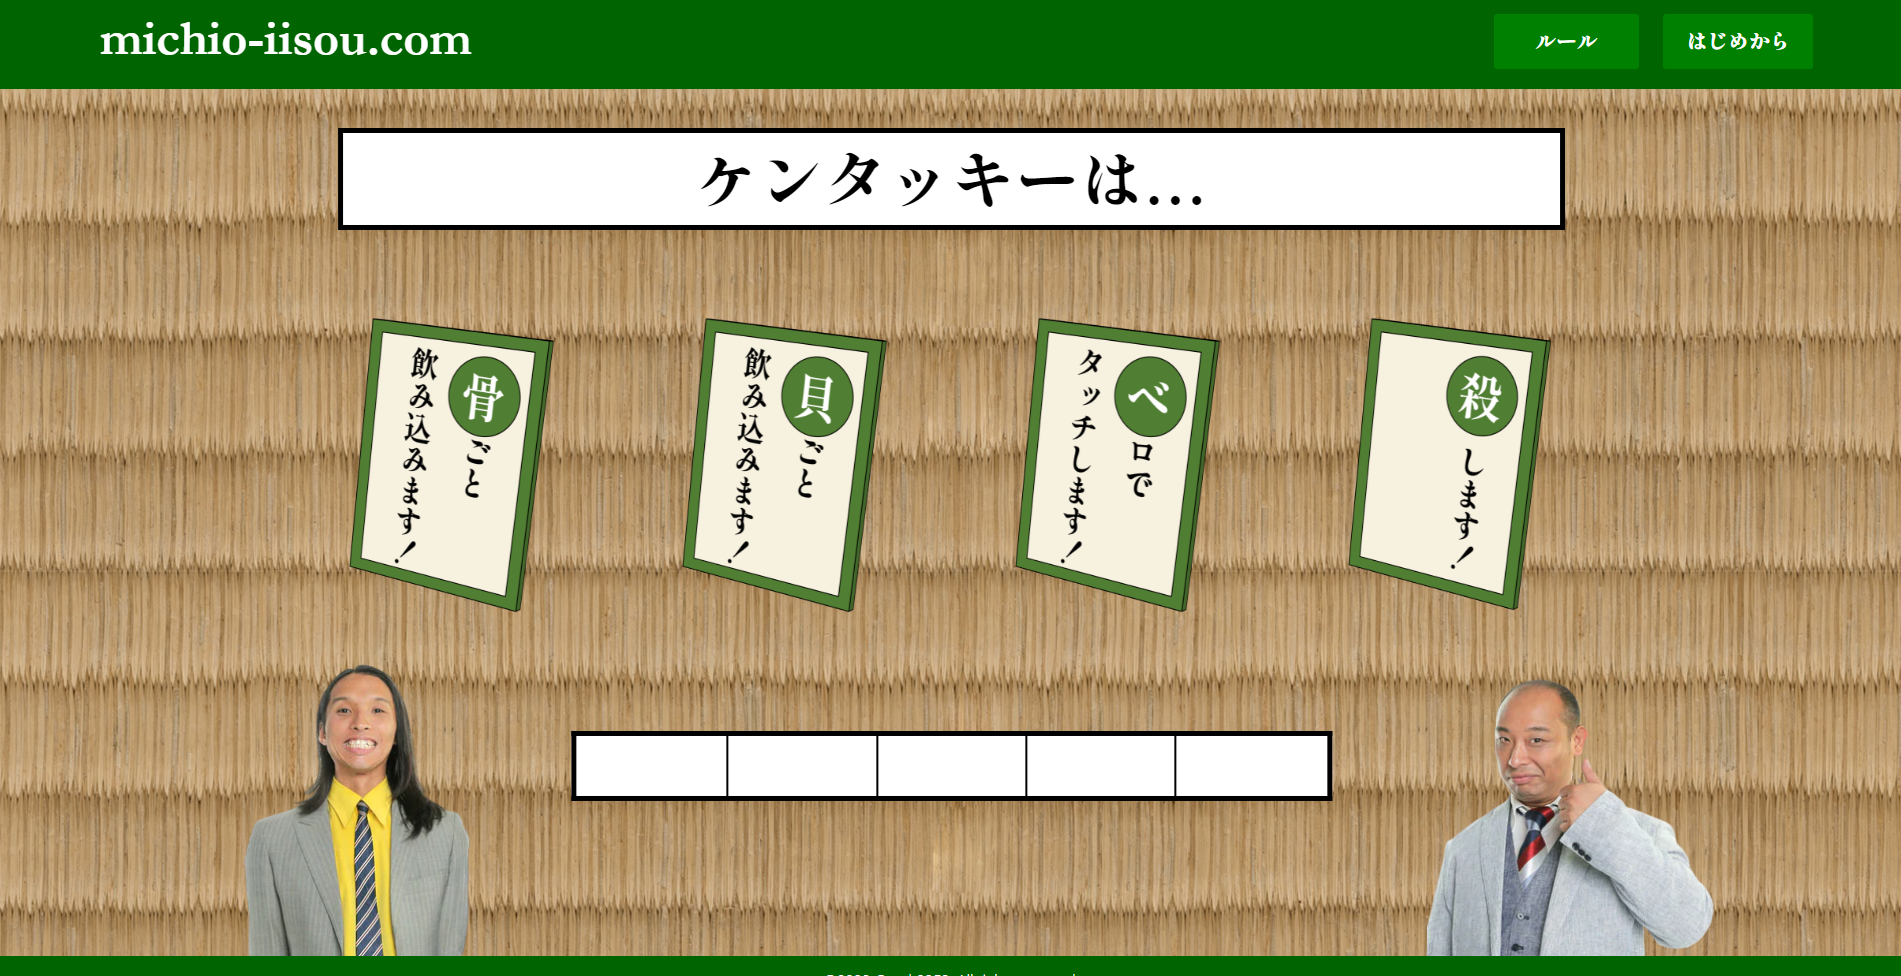 michio-iisou.com
ルール
はじめから
ケンタッキーは...
骨ごと
飲み込みます!
貝ごと
飲み込みます!
ベロで
タッチします!
殺します!